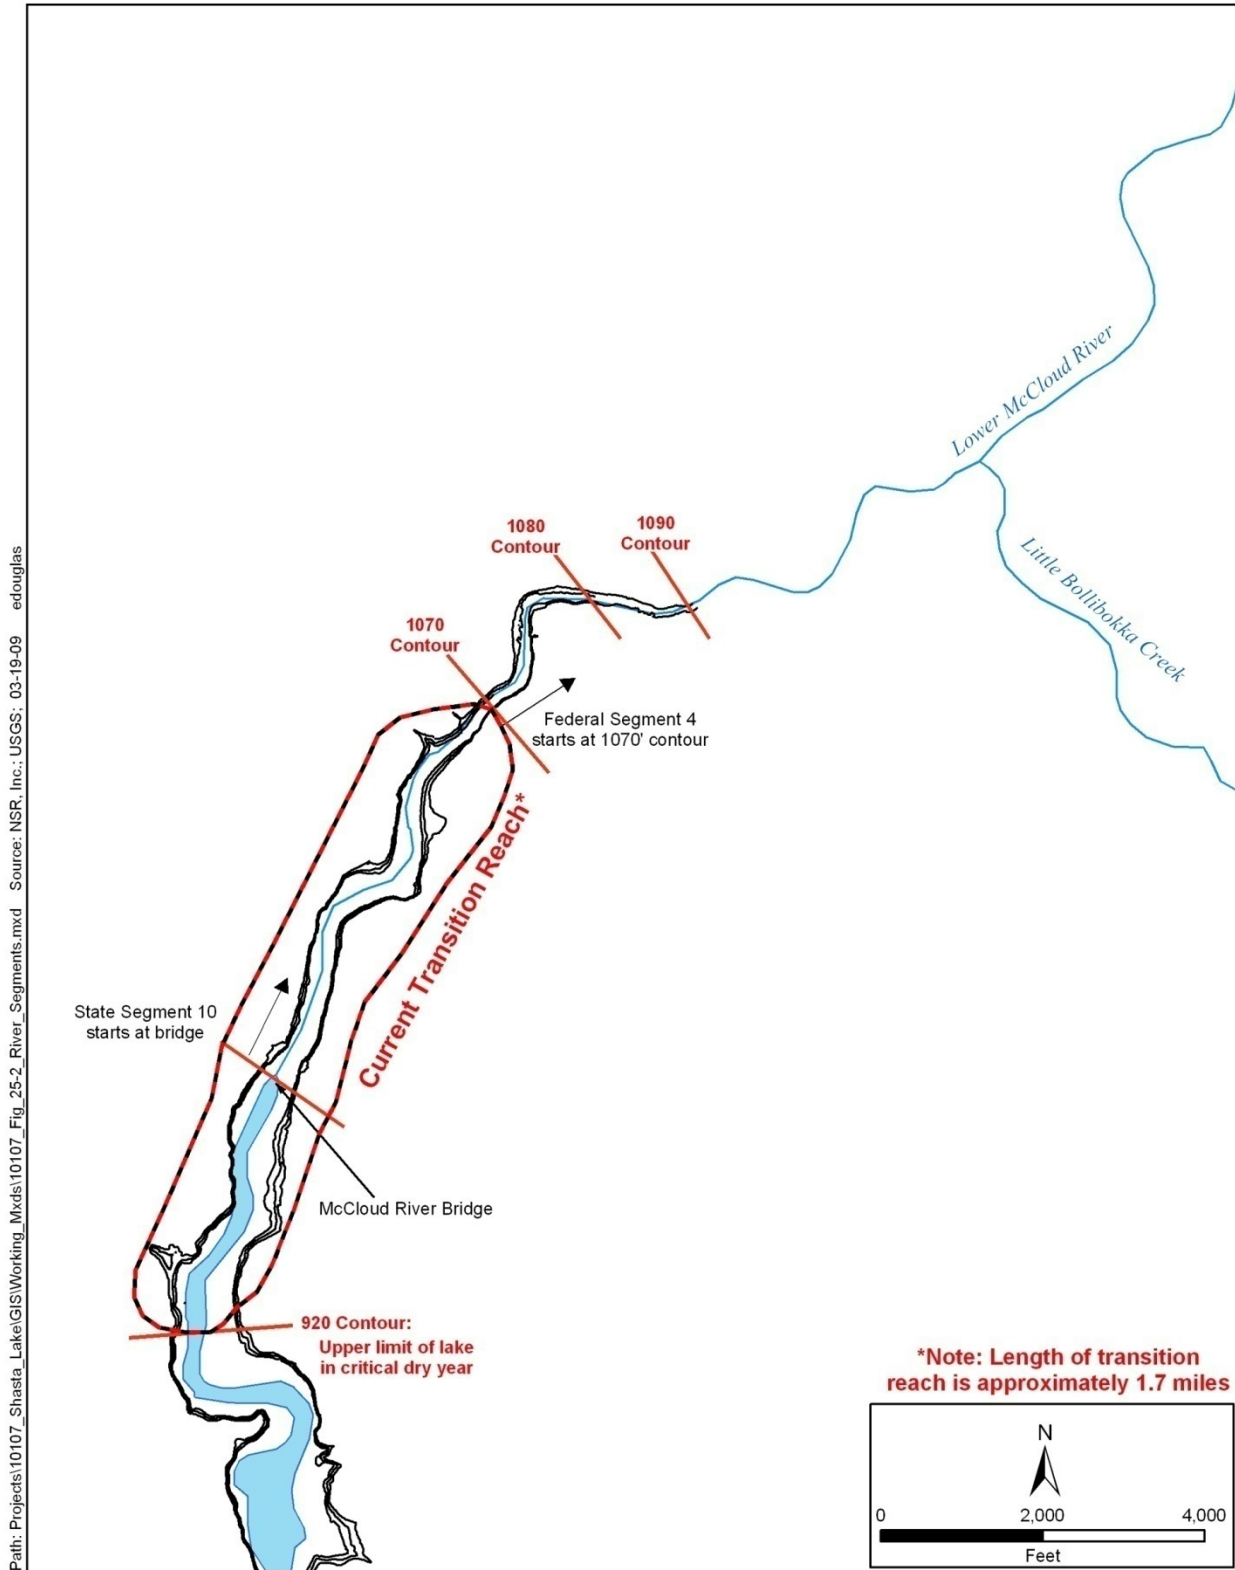 Lower McCloud River
Little Bollibokka Creek
1080
Contour
1090
Contour
1070
Contour
Federal Segment 4
starts at 1070' contour
Current Transition Reach*
State Segment 10
starts at bridge
McCloud River Bridge
920 Contour:
Upper limit of lake
in critical dry year
*Note: Length of transition
reach is approximately 1.7 miles
N
0 2,000 4,000
Feet
Path: Projects\10107_Shasta_Lake\GIS\Working_Mxds\10107_Fig_25-2_River_Segments.mxd Source: NSR, Inc.; USGS; 03-19-09 edouglas